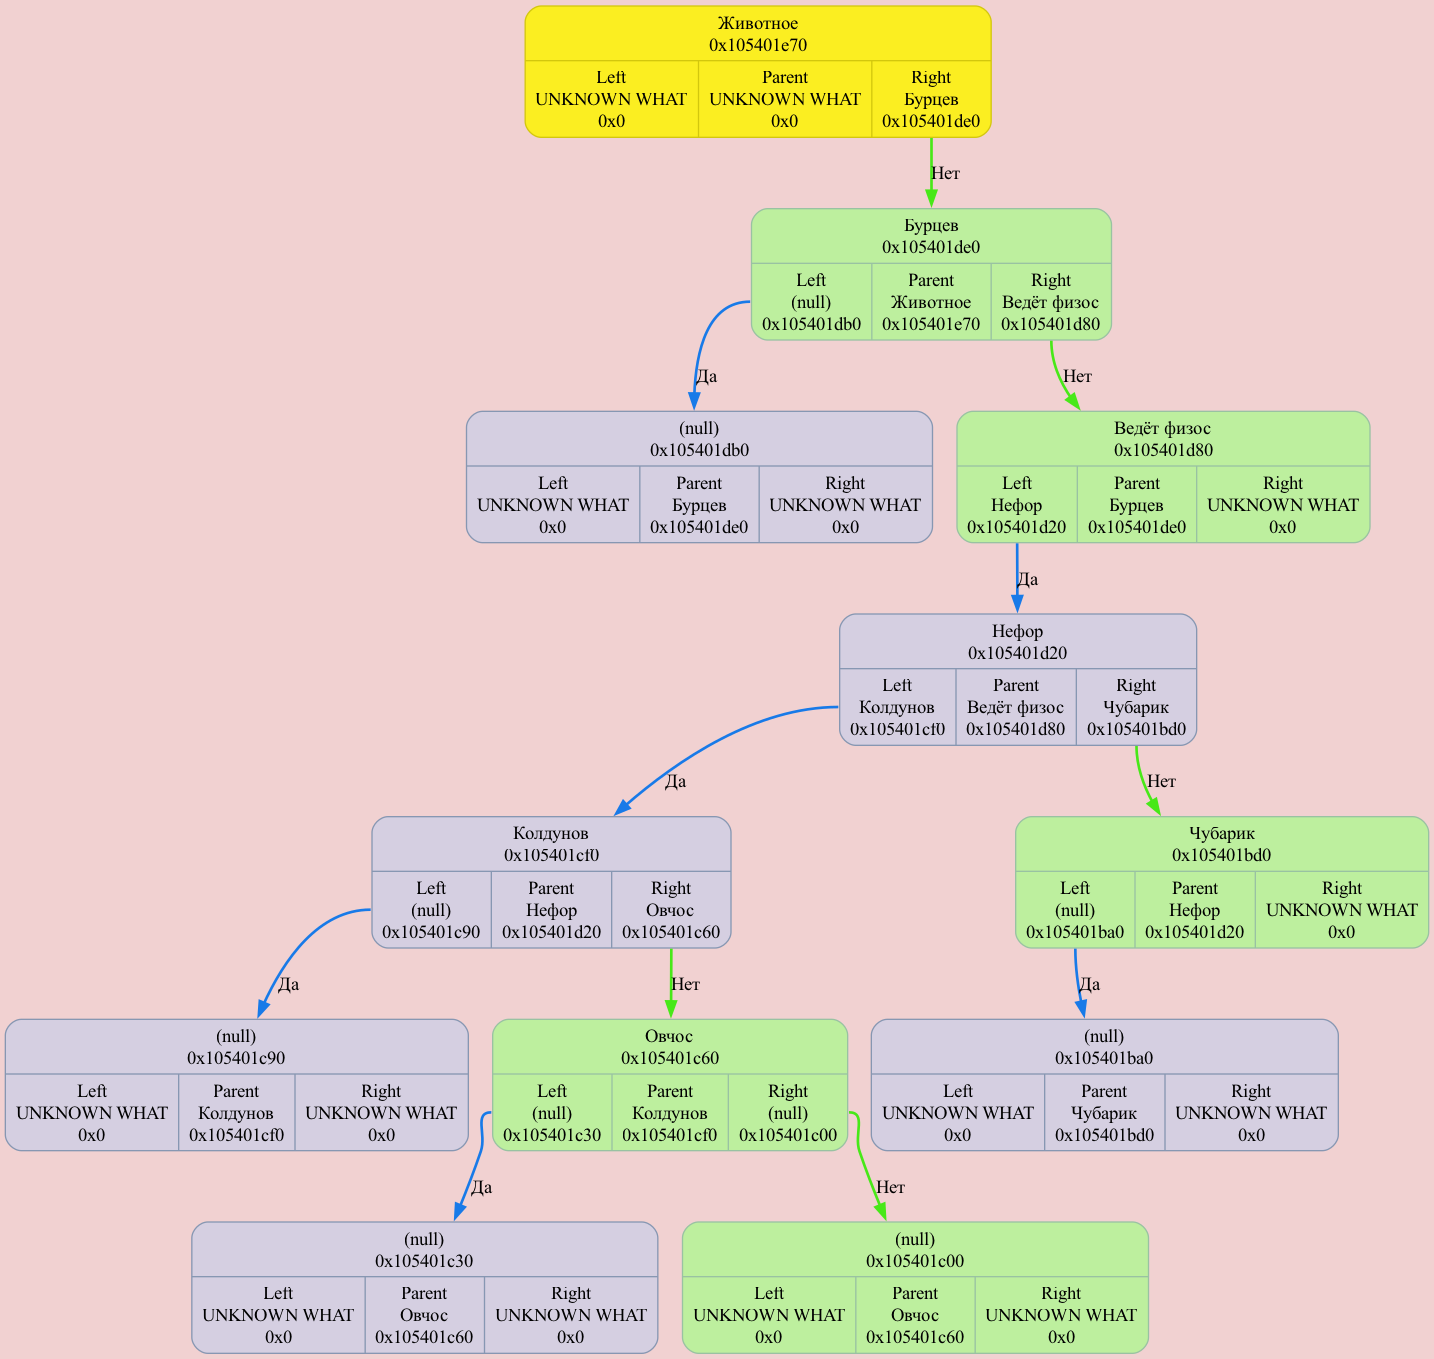 Животное
0x105401e70
Left
UNKNOWN WHAT
0x0
Parent
UNKNOWN WHAT
0x0
Right
Бурцев
0x105401de0
Нет
Бурцев
0x105401de0
Left
(null)
0x105401db0
Parent
Животное
0x105401e70
Right
Ведёт физос
0x105401d80
Да
Нет
(null)
0x105401db0
Left
UNKNOWN WHAT
0x0
Parent
Бурцев
0x105401de0
Right
UNKNOWN WHAT
0x0
Ведёт физос
0x105401d80
Left
Нефор
0x105401d20
Parent
Бурцев
0x105401de0
Right
UNKNOWN WHAT
0x0
Да
Нефор
0x105401d20
Left
Колдунов
0x105401cf0
Parent
Ведёт физос
0x105401d80
Right
Чубарик
0x105401bd0
Да
Нет
Колдунов
0x105401cf0
Left
(null)
0x105401c90
Parent
Нефор
0x105401d20
Right
Овчос
0x105401c60
Чубарик
0x105401bd0
Left
(null)
0x105401ba0
Parent
Нефор
0x105401d20
Right
UNKNOWN WHAT
0x0
Да
Нет
Да
(null)
0x105401c90
Left
UNKNOWN WHAT
0x0
Parent
Колдунов
0x105401cf0
Right
UNKNOWN WHAT
0x0
Овчос
0x105401c60
Left
(null)
0x105401c30
Parent
Колдунов
0x105401cf0
Right
(null)
0x105401c00
(null)
0x105401ba0
Left
UNKNOWN WHAT
0x0
Parent
Чубарик
0x105401bd0
Right
UNKNOWN WHAT
0x0
Да
Нет
(null)
0x105401c30
Left
UNKNOWN WHAT
0x0
Parent
Овчос
0x105401c60
Right
UNKNOWN WHAT
0x0
(null)
0x105401c00
Left
UNKNOWN WHAT
0x0
Parent
Овчос
0x105401c60
Right
UNKNOWN WHAT
0x0